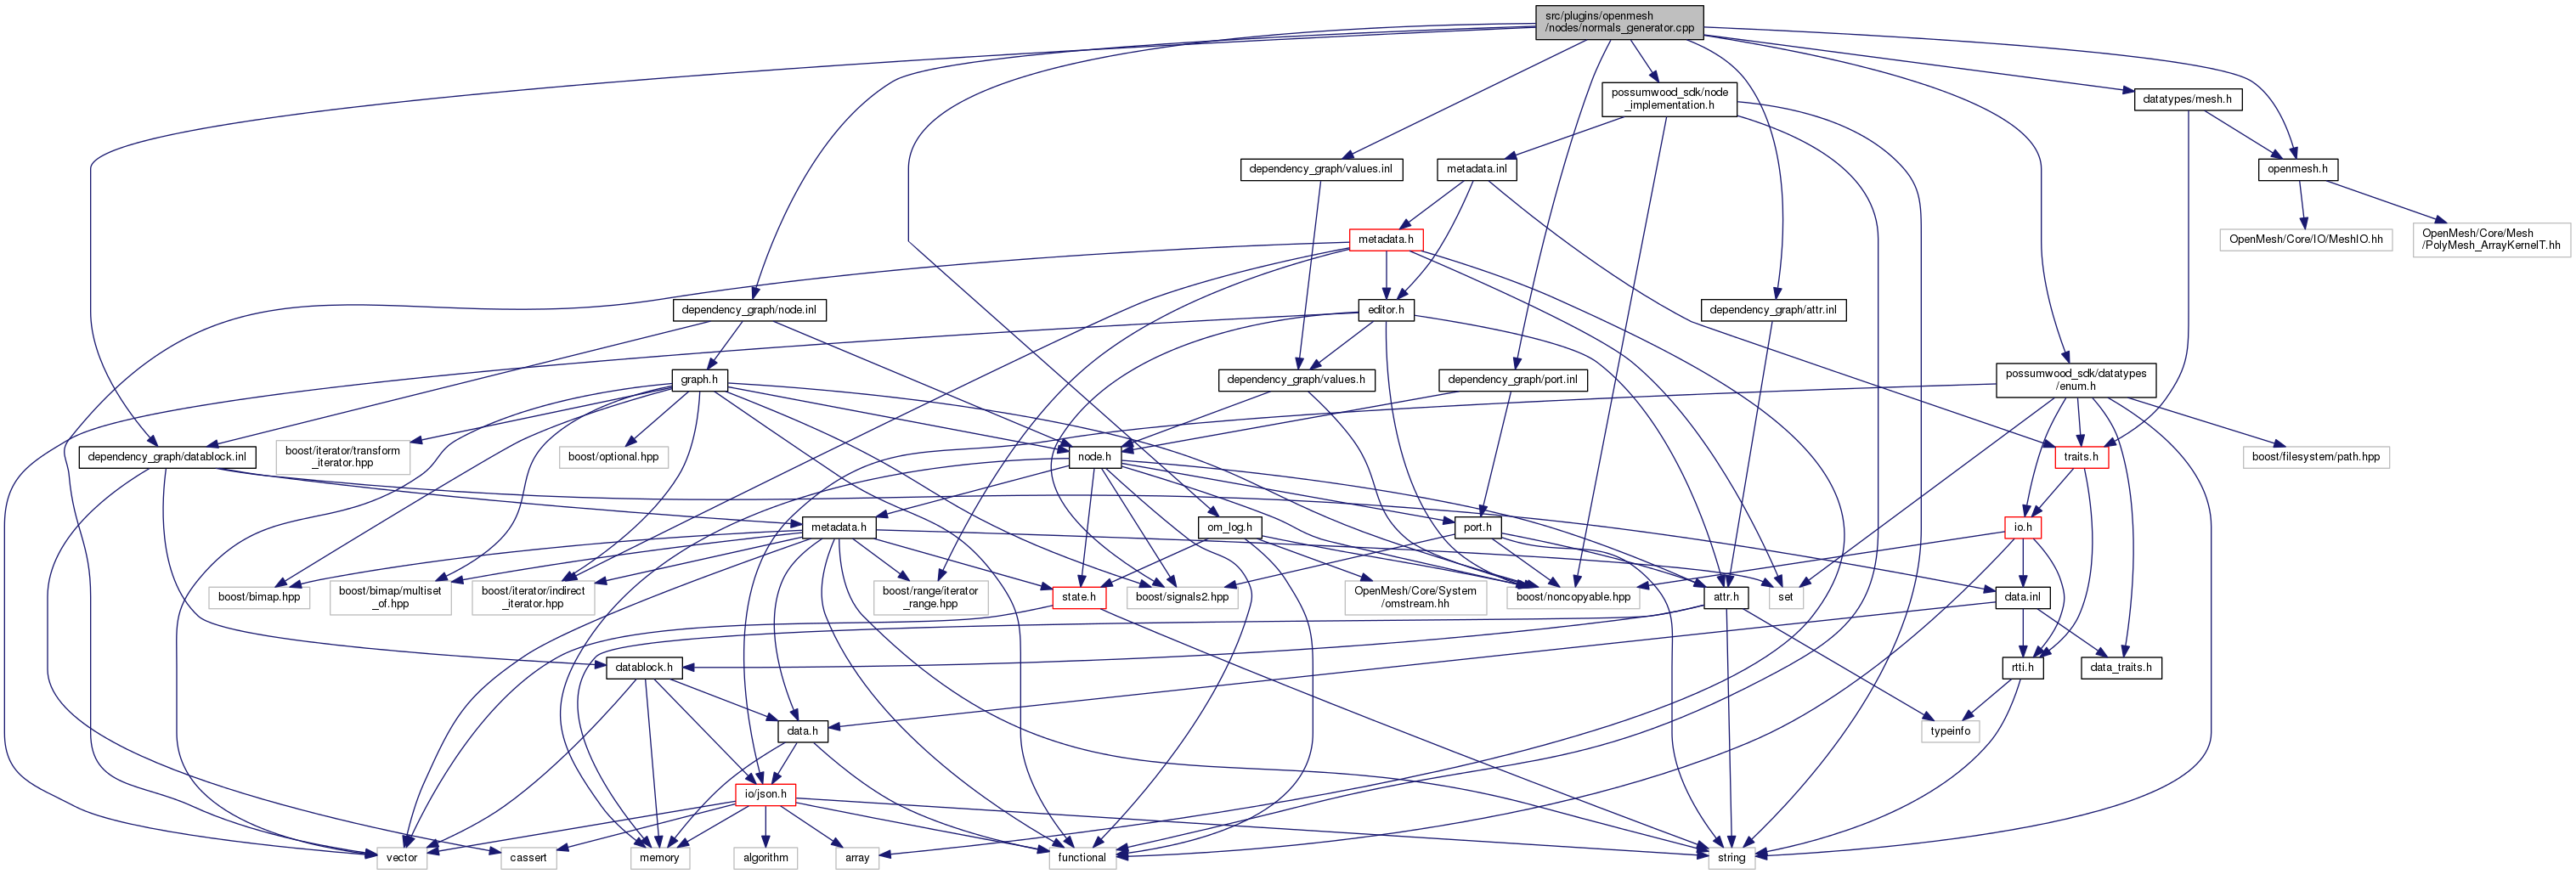 src/plugins/openmesh
/nodes/normals_generator.cpp
possumwood_sdk/node
_implementation.h
datatypes/mesh.h
dependency_graph/values.inl
metadata.inl
openmesh.h
metadata.h
OpenMesh/Core/IO/MeshIO.hh
OpenMesh/Core/Mesh
/PolyMesh_ArrayKernelT.hh
dependency_graph/node.inl
editor.h
dependency_graph/attr.inl
graph.h
dependency_graph/values.h
dependency_graph/port.inl
possumwood_sdk/datatypes
/enum.h
dependency_graph/datablock.inl
boost/iterator/transform
_iterator.hpp
boost/optional.hpp
node.h
traits.h
boost/filesystem/path.hpp
metadata.h
om_log.h
port.h
io.h
boost/bimap.hpp
boost/bimap/multiset
_of.hpp
boost/iterator/indirect
_iterator.hpp
boost/range/iterator
_range.hpp
state.h
boost/signals2.hpp
OpenMesh/Core/System
/omstream.hh
boost/noncopyable.hpp
attr.h
set
data.inl
datablock.h
rtti.h
data_traits.h
data.h
typeinfo
io/json.h
vector
cassert
memory
algorithm
array
functional
string